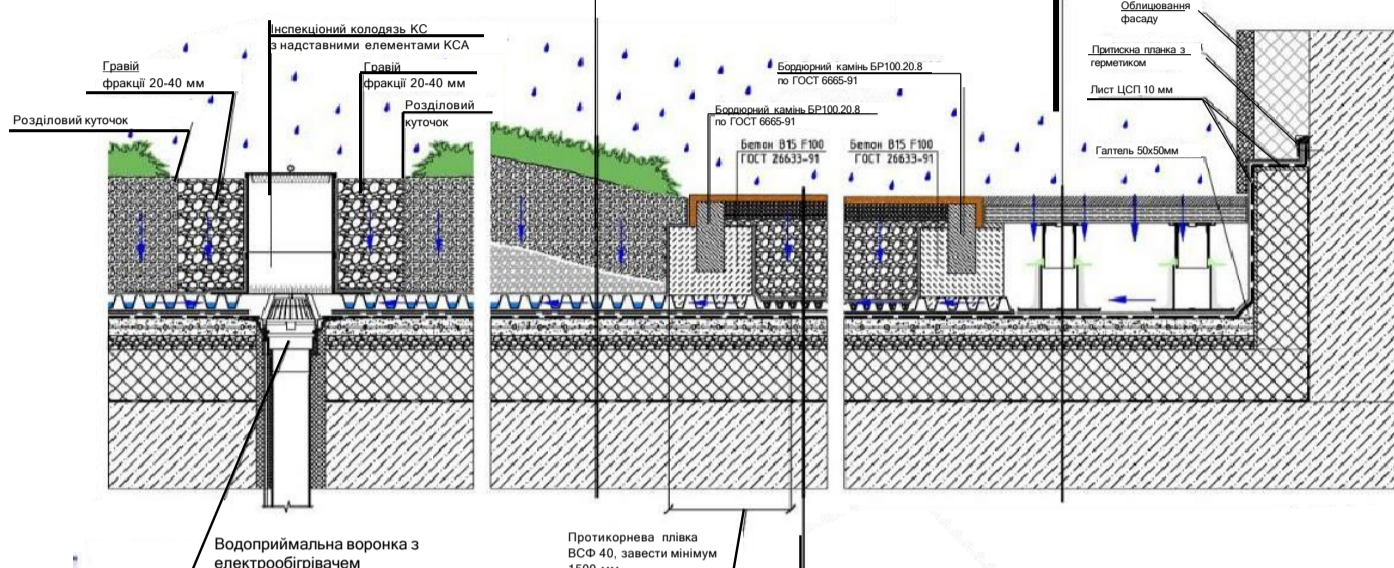 Облицювання
фасаду
Інспекціоний колодязь КС
з надставними елементами КСА
Притискна планка з
герметиком
Гравій
фракції 20-40 мм
Гравій
фракції 20-40 мм
Бордюрний камінь БР100.20.8
по ГОСТ 6665-91
Лист ЦСП 10 мм
Розділовий куточок
Розділовий
куточок
Бордюрний камінь БР100.20.8
по ГОСТ 6665-91
Бетон В15 F100
ГОСТ 26633-91
Бетон В15 F100
ГОСТ 26633-91
Галтель 50х50мм
Водоприймальна воронка з
електрообігрівачем
Протикорнева плівка
ВСФ 40, завести мінімум
1500 мм